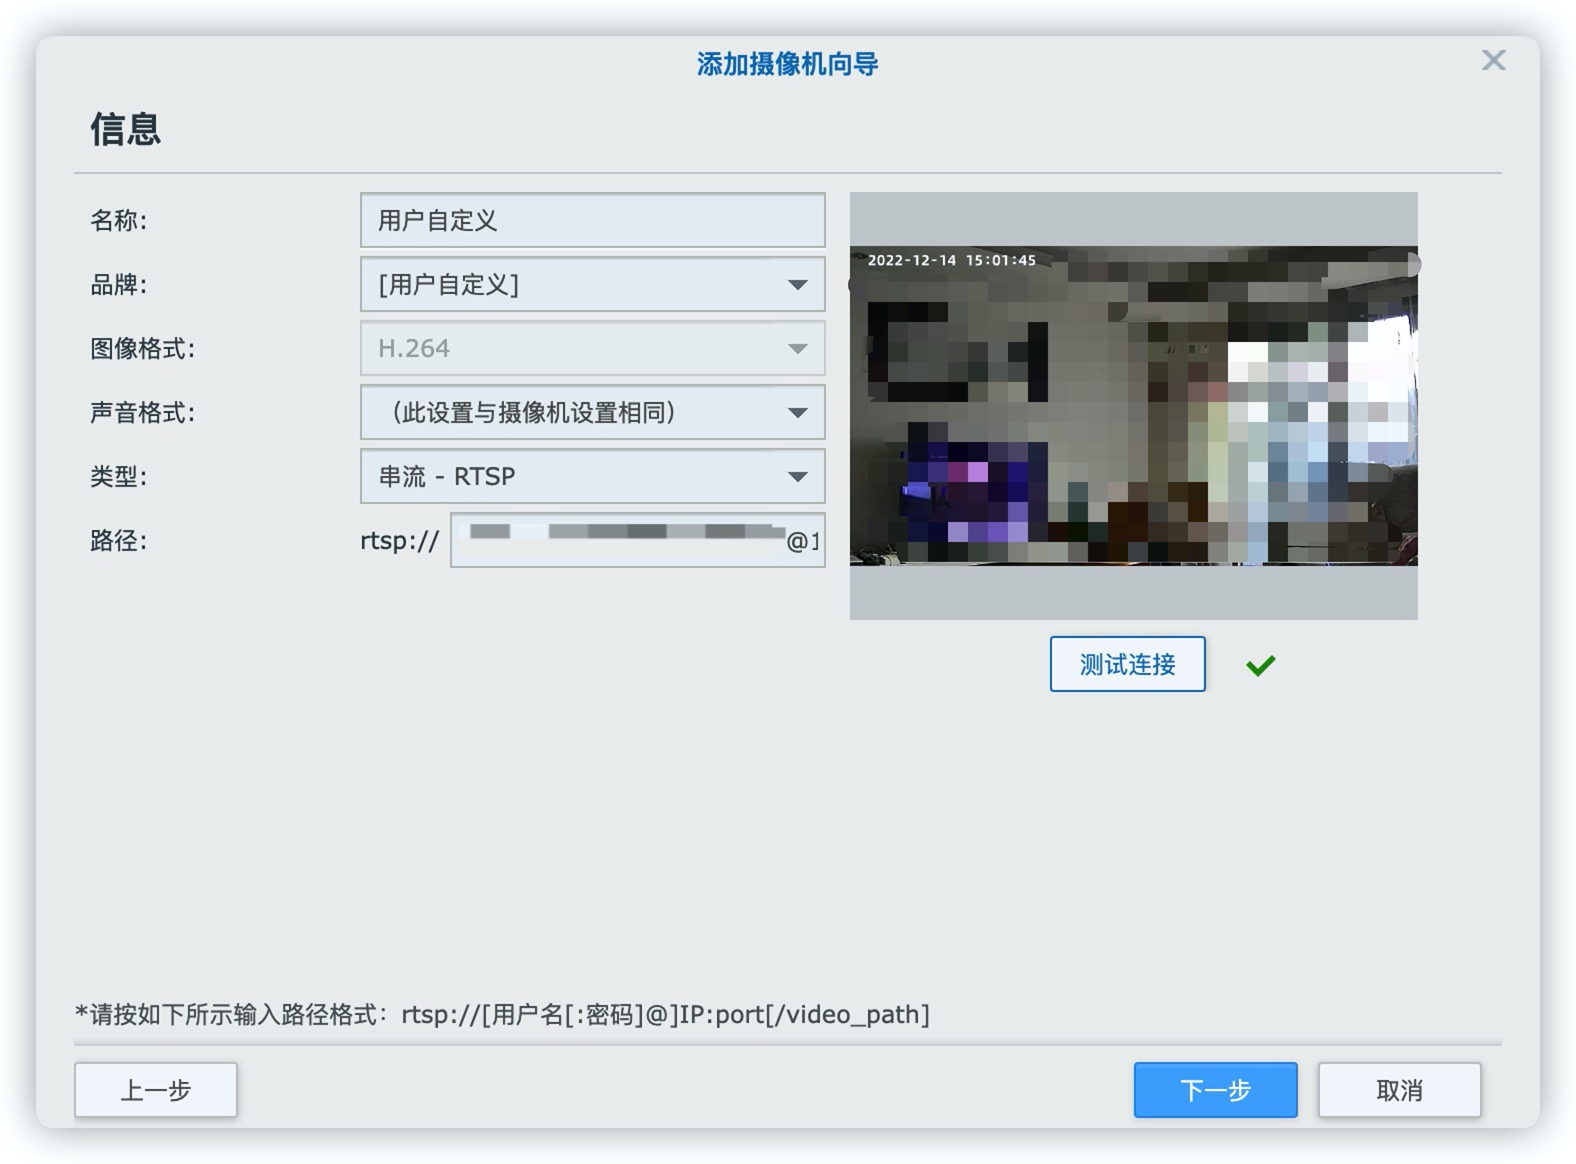 添加摄像机向导
信息
名称: 用户自定义
品牌: [用户自定义]
图像格式: H.264
声音格式: （此设置与摄像机设置相同）
类型: 串流 - RTSP
路径: rtsp:// @1
2022-12-14 15:01:45
测试连接
*请按如下所示输入路径格式：rtsp://[用户名[:密码]@]IP:port[/video_path]
上一步 下一步 取消